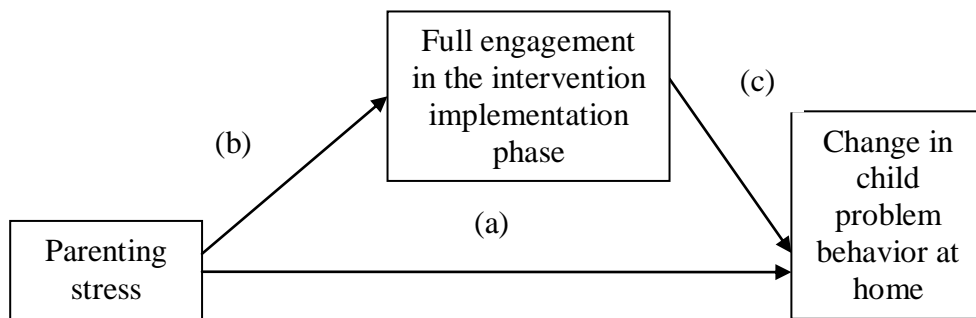 Full engagement
in the intervention
implementation
phase
(c)
(b)
(a)
Parenting
stress
Change in
child
problem
behavior at
home